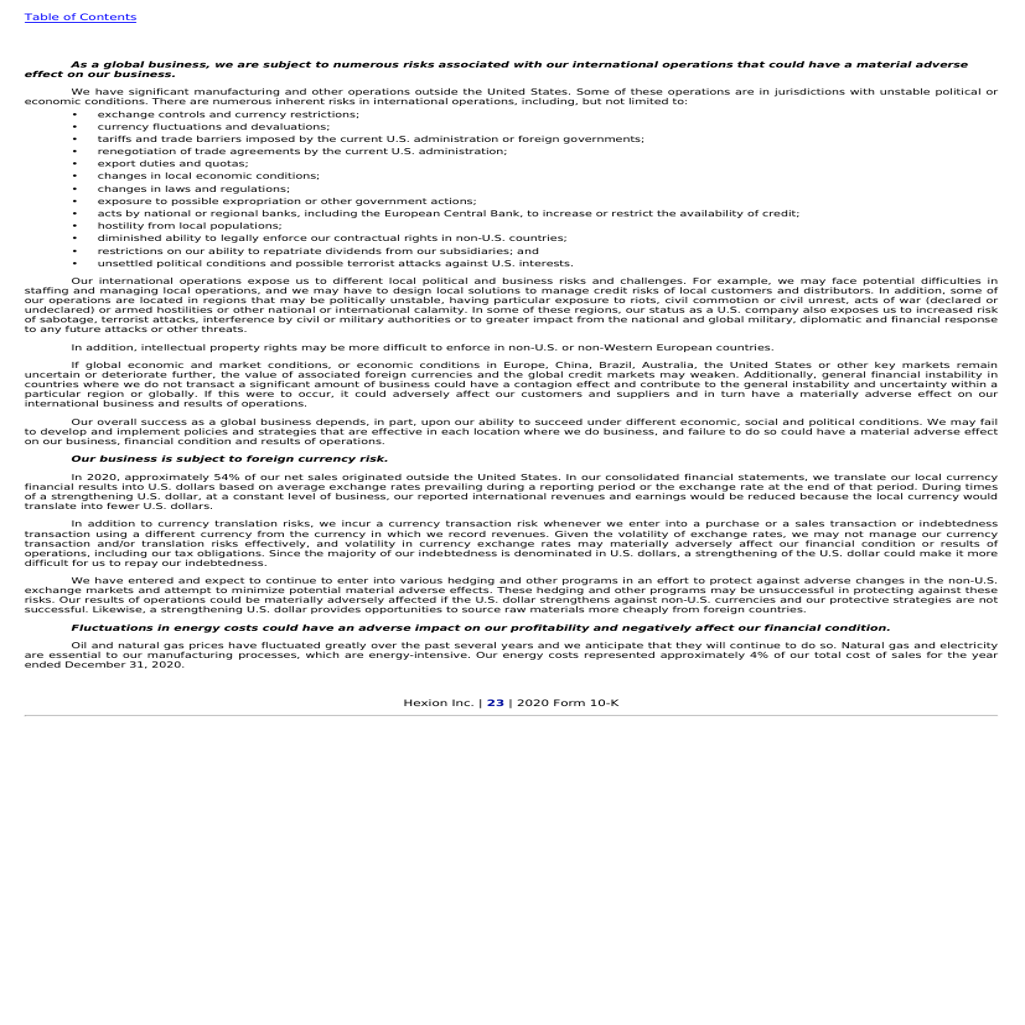 Table of Contents
As a global business, we are subject to numerous risks associated with our international operations that could have a material adverse
effect on our business.
We have significant manufacturing and other operations outside the United States. Some of these operations are in jurisdictions with unstable political or
economic conditions. There are numerous inherent risks in international operations, including, but not limited to:
• exchange controls and currency restrictions;
• currency fluctuations and devaluations;
• tariffs and trade barriers imposed by the current U.S. administration or foreign governments;
• renegotiation of trade agreements by the current U.S. administration;
• export duties and quotas;
• changes in local economic conditions;
• changes in laws and regulations;
• exposure to possible expropriation or other government actions;
• acts by national or regional banks, including the European Central Bank, to increase or restrict the availability of credit;
• hostility from local populations;
• diminished ability to legally enforce our contractual rights in non-U.S. countries;
• restrictions on our ability to repatriate dividends from our subsidiaries; and
• unsettled political conditions and possible terrorist attacks against U.S. interests.
Our international operations expose us to different local political and business risks and challenges. For example, we may face potential difficulties in
staffing and managing local operations, and we may have to design local solutions to manage credit risks of local customers and distributors. In addition, some of
our operations are located in regions that may be politically unstable, having particular exposure to riots, civil commotion or civil unrest, acts of war (declared or
undeclared) or armed hostilities or other national or international calamity. In some of these regions, our status as a U.S. company also exposes us to increased risk
of sabotage, terrorist attacks, interference by civil or military authorities or to greater impact from the national and global military, diplomatic and financial response
to any future attacks or other threats.
In addition, intellectual property rights may be more difficult to enforce in non-U.S. or non-Western European countries.
If global economic and market conditions, or economic conditions in Europe, China, Brazil, Australia, the United States or other key markets remain
uncertain or deteriorate further, the value of associated foreign currencies and the global credit markets may weaken. Additionally, general financial instability in
countries where we do not transact a significant amount of business could have a contagion effect and contribute to the general instability and uncertainty within a
particular region or globally. If this were to occur, it could adversely affect our customers and suppliers and in turn have a materially adverse effect on our
international business and results of operations.
Our overall success as a global business depends, in part, upon our ability to succeed under different economic, social and political conditions. We may fail
to develop and implement policies and strategies that are effective in each location where we do business, and failure to do so could have a material adverse effect
on our business, financial condition and results of operations.
Our business is subject to foreign currency risk.
In 2020, approximately 54% of our net sales originated outside the United States. In our consolidated financial statements, we translate our local currency
financial results into U.S. dollars based on average exchange rates prevailing during a reporting period or the exchange rate at the end of that period. During times
of a strengthening U.S. dollar, at a constant level of business, our reported international revenues and earnings would be reduced because the local currency would
translate into fewer U.S. dollars.
In addition to currency translation risks, we incur a currency transaction risk whenever we enter into a purchase or a sales transaction or indebtedness
transaction using a different currency from the currency in which we record revenues. Given the volatility of exchange rates, we may not manage our currency
transaction and/or translation risks effectively, and volatility in currency exchange rates may materially adversely affect our financial condition or results of
operations, including our tax obligations. Since the majority of our indebtedness is denominated in U.S. dollars, a strengthening of the U.S. dollar could make it more
difficult for us to repay our indebtedness.
We have entered and expect to continue to enter into various hedging and other programs in an effort to protect against adverse changes in the non-U.S.
exchange markets and attempt to minimize potential material adverse effects. These hedging and other programs may be unsuccessful in protecting against these
risks. Our results of operations could be materially adversely affected if the U.S. dollar strengthens against non-U.S. currencies and our protective strategies are not
successful. Likewise, a strengthening U.S. dollar provides opportunities to source raw materials more cheaply from foreign countries.
Fluctuations in energy costs could have an adverse impact on our profitability and negatively affect our financial condition.
Oil and natural gas prices have fluctuated greatly over the past several years and we anticipate that they will continue to do so. Natural gas and electricity
are essential to our manufacturing processes, which are energy-intensive. Our energy costs represented approximately 4% of our total cost of sales for the year
ended December 31, 2020.
Hexion Inc. | 23 | 2020 Form 10-K